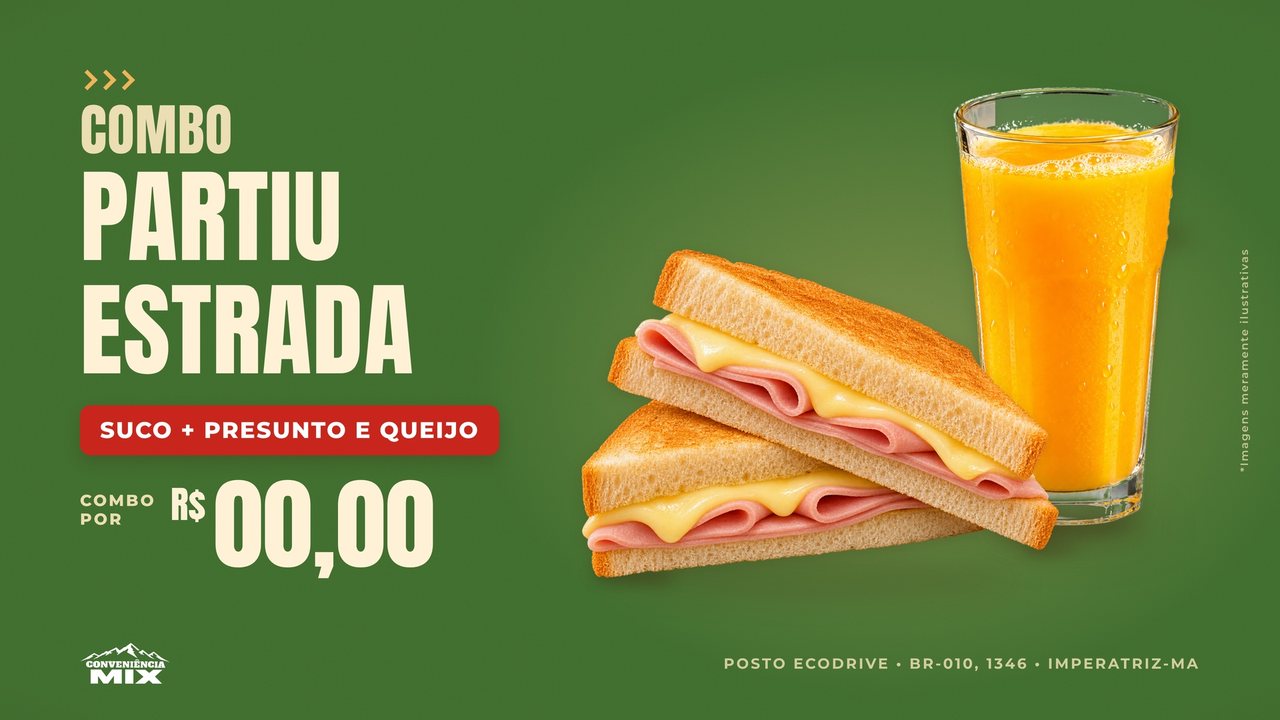 >>>
COMBO
PARTIU
ESTRADA
SUCO + PRESUNTO E QUEIJO
COMBO
POR
R$ 00,00
*Imagens meramente ilustrativas
CONVENIÊNCIA
MIX
POSTO ECODRIVE • BR-010, 1346 • IMPERATRIZ-MA